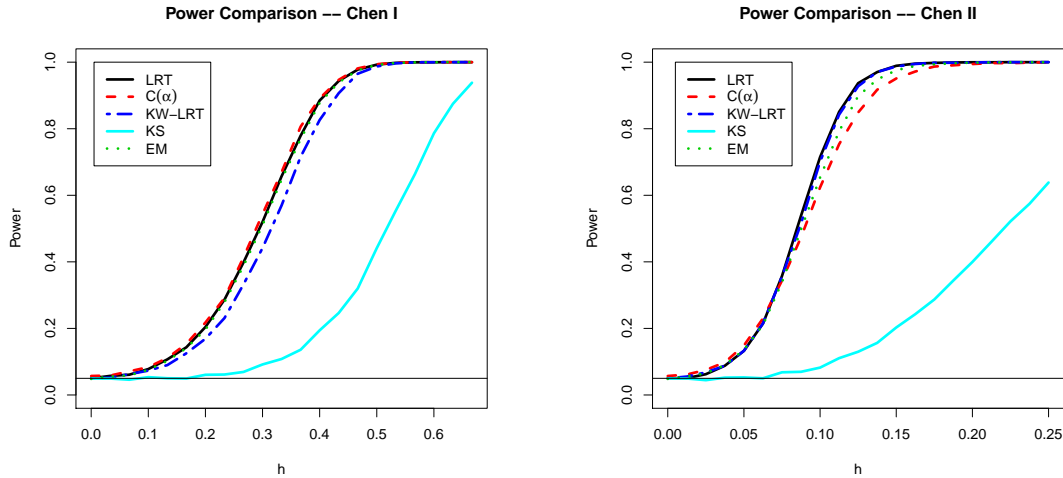 Power Comparison −− Chen I
Power
0.0
0.2
0.4
0.6
0.8
1.0
LRT
C(α)
KW−LRT
KS
EM
0.0 0.1 0.2 0.3 0.4 0.5 0.6
h
Power Comparison −− Chen II
Power
0.0
0.2
0.4
0.6
0.8
1.0
LRT
C(α)
KW−LRT
KS
EM
0.00 0.05 0.10 0.15 0.20 0.25
h